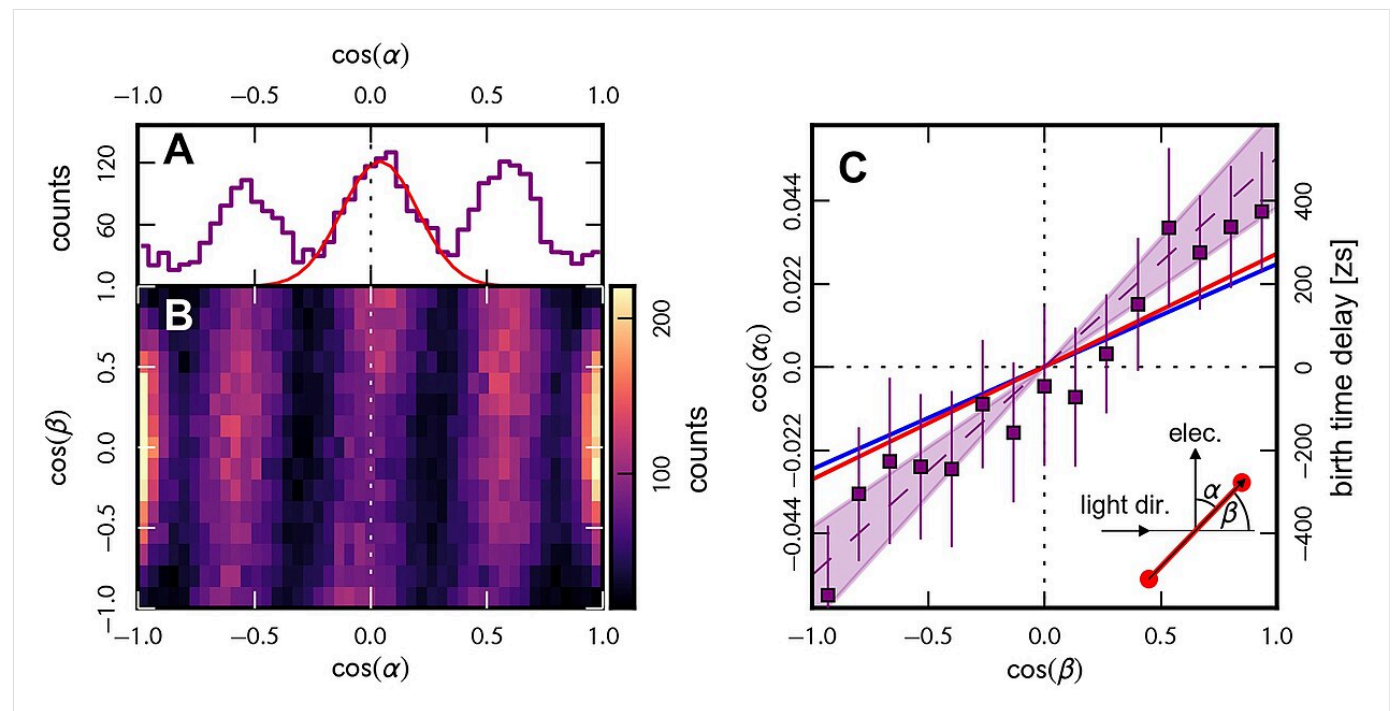 cos(α)
−1.0 −0.5 0.0 0.5 1.0
A
counts
120
60
B
cos(β)
1.0
0.5
0.0
−0.5
−1.0
−1.0 −0.5 0.0 0.5 1.0
cos(α)
200
100
counts
C
cos(α₀)
0.044
0.022
0.0
−0.022
−0.044
400
200
0
−200
−400
birth time delay [zs]
elec.
light dir.
α
β
−1.0 −0.5 0.0 0.5 1.0
cos(β)